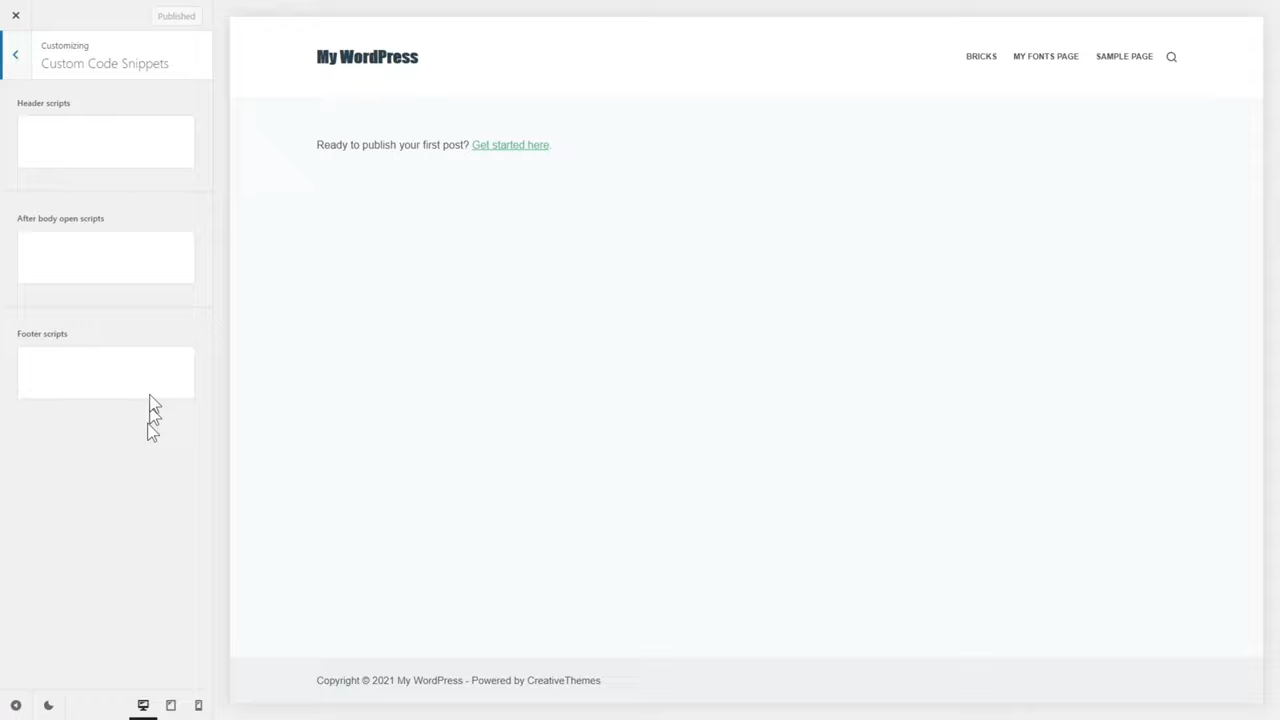 Published
Customizing
Custom Code Snippets
Header scripts
After body open scripts
Footer scripts
My WordPress
BRICKS MY FONTS PAGE SAMPLE PAGE
Ready to publish your first post? Get started here.
Copyright © 2021 My WordPress - Powered by CreativeThemes